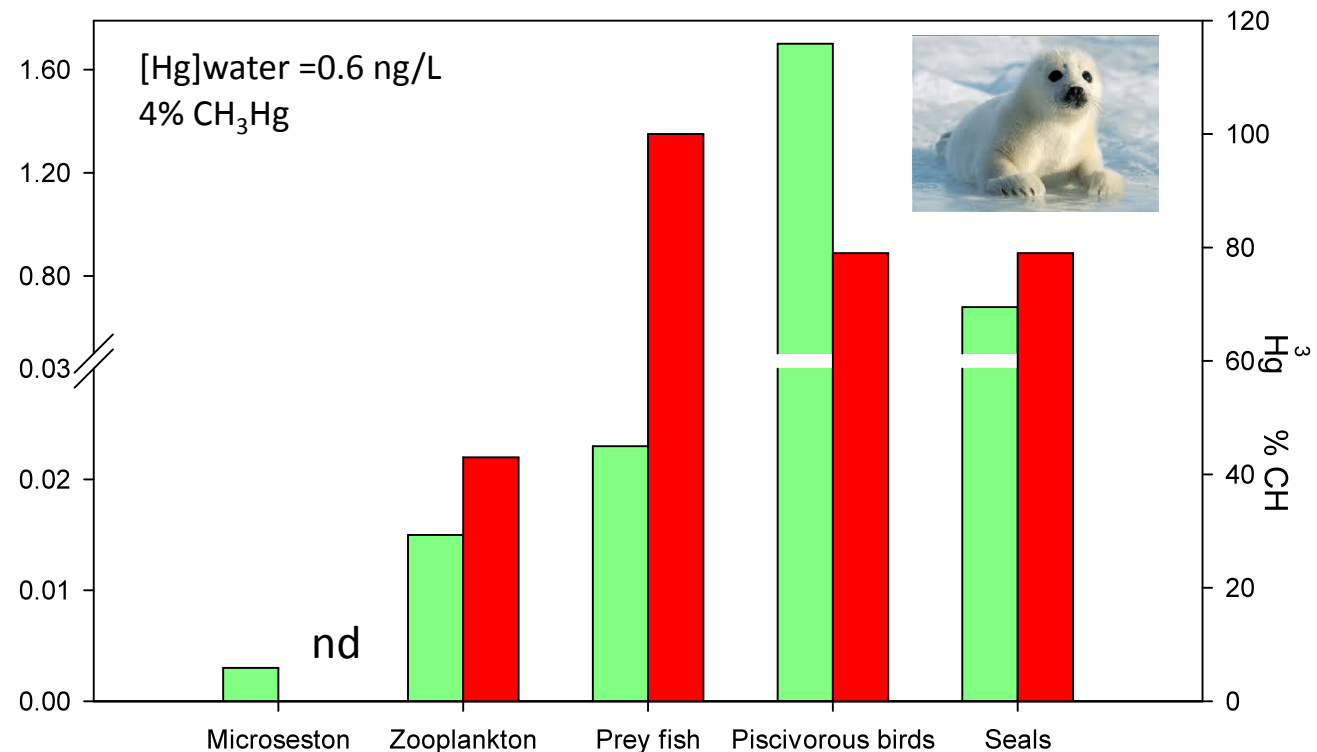 [Hg]water =0.6 ng/L
4% CH₃Hg
1.60
1.20
0.80
0.03
0.02
0.01
0.00
nd
120
100
80
60
40
20
0
% CH₃Hg
Microseston Zooplankton Prey fish Piscivorous birds Seals